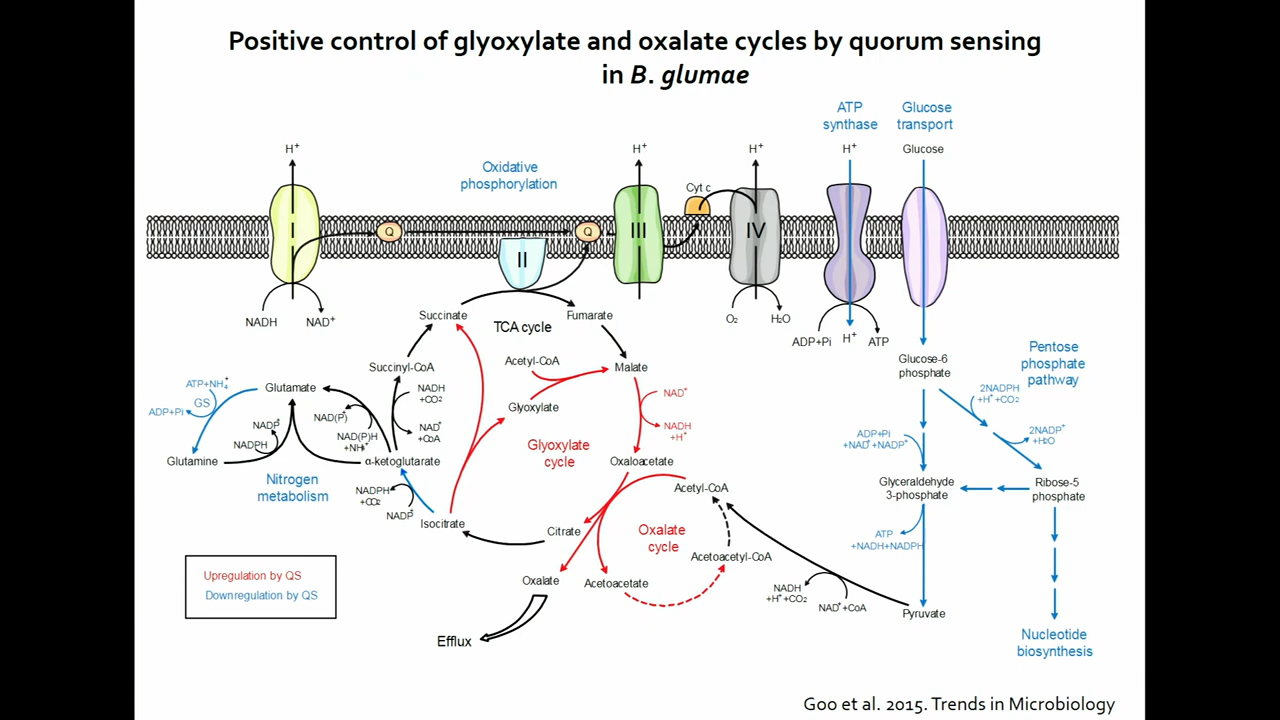 Positive control of glyoxylate and oxalate cycles by quorum sensing
in B. glumae
ATP
synthase
Glucose
transport
H+
H+
H+
H+
Glucose
Oxidative
phosphorylation
Cyt c
I
Q
Q
II
III
IV
NADH
NAD+
O2
H2O
ADP+Pi
H+
ATP
Succinate
Fumarate
TCA cycle
Succinyl-CoA
Acetyl-CoA
Malate
Glucose-6
phosphate
Pentose
phosphate
pathway
ATP+NH4+
GS
ADP+Pi
Glutamate
NADH
+CO2
NAD+
+CoA
NAD(P)+
NAD(P)H
+NH4+
NADP+
NADPH
Glyoxylate
NAD+
NADH
+H+
2NADPH
+H++CO2
2NADP+
+H2O
ADP+Pi
+NAD++NADP+
Glyoxylate
cycle
Glutamine
α-ketoglutarate
Oxaloacetate
Nitrogen
metabolism
NADPH
+CO2
NADP+
Isocitrate
Acetyl-CoA
Glyceraldehyde
3-phosphate
Ribose-5
phosphate
Citrate
Oxalate
cycle
ATP
+NADH+NADPH
Acetoacetyl-CoA
Oxalate
Acetoacetate
NADH
+H++CO2
NAD++CoA
Pyruvate
Upregulation by QS
Downregulation by QS
Efflux
Nucleotide
biosynthesis
Goo et al. 2015. Trends in Microbiology